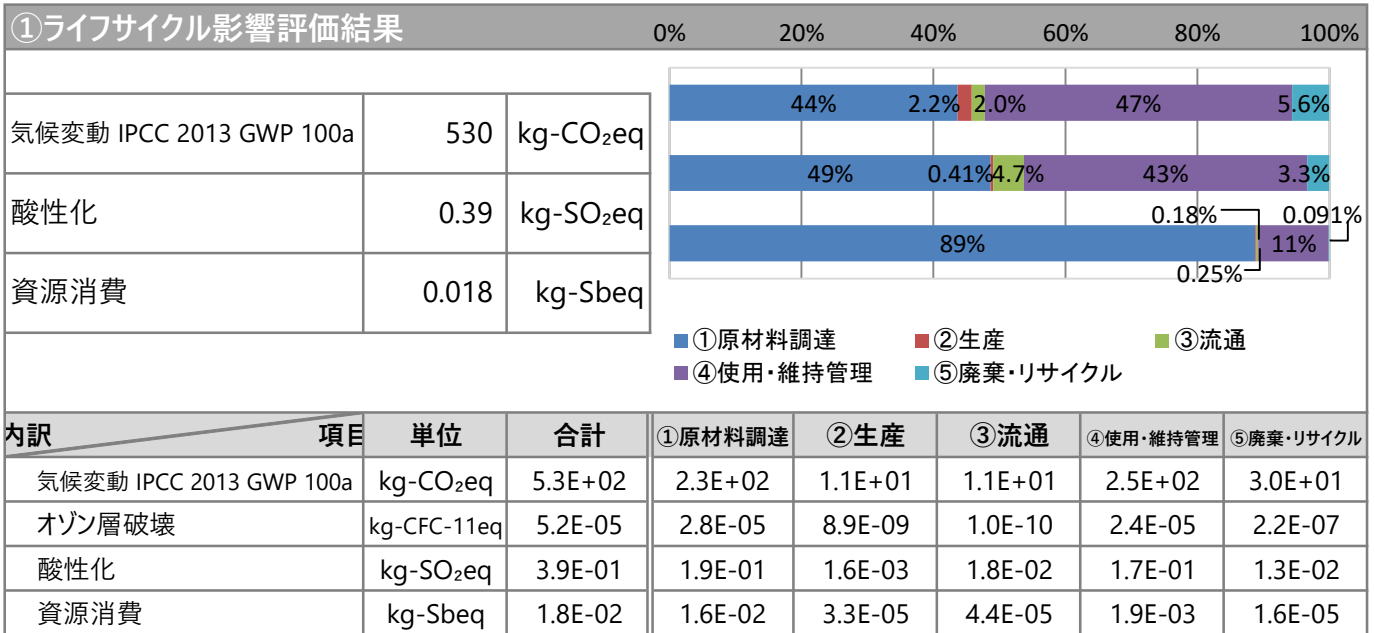 ①ライフサイクル影響評価結果
0% 20% 40% 60% 80% 100%
44% 2.2% 2.0% 47% 5.6%
気候変動 IPCC 2013 GWP 100a 530 kg-CO₂eq
49% 0.41% 4.7% 43% 3.3%
酸性化 0.39 kg-SO₂eq
0.18% 0.091%
89% 11%
0.25%
資源消費 0.018 kg-Sbeq
①原材料調達 ②生産 ③流通
④使用・維持管理 ⑤廃棄・リサイクル
内訳 項目 単位 合計 ①原材料調達 ②生産 ③流通 ④使用・維持管理 ⑤廃棄・リサイクル
気候変動 IPCC 2013 GWP 100a kg-CO₂eq 5.3E+02 2.3E+02 1.1E+01 1.1E+01 2.5E+02 3.0E+01
オゾン層破壊 kg-CFC-11eq 5.2E-05 2.8E-05 8.9E-09 1.0E-10 2.4E-05 2.2E-07
酸性化 kg-SO₂eq 3.9E-01 1.9E-01 1.6E-03 1.8E-02 1.7E-01 1.3E-02
資源消費 kg-Sbeq 1.8E-02 1.6E-02 3.3E-05 4.4E-05 1.9E-03 1.6E-05